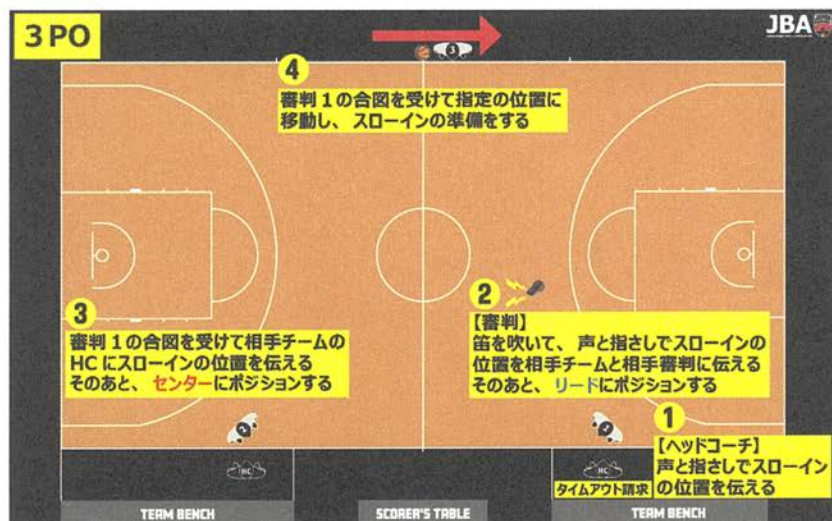 3PO
JBA
3
4
審判1の合図を受けて指定の位置に
移動し、スローインの準備をする
3
審判1の合図を受けて相手チームの
HCにスローインの位置を伝える
そのあと、センターにポジションする
2
【審判】
笛を吹いて、声と指さしでスローインの
位置を相手チームと相手審判に伝える
そのあと、リードにポジションする
1
【ヘッドコーチ】
声と指さしでスローイン
の位置を伝える
2
1
HC
HC
タイムアウト請求
TEAM BENCH
SCORER'S TABLE
TEAM BENCH